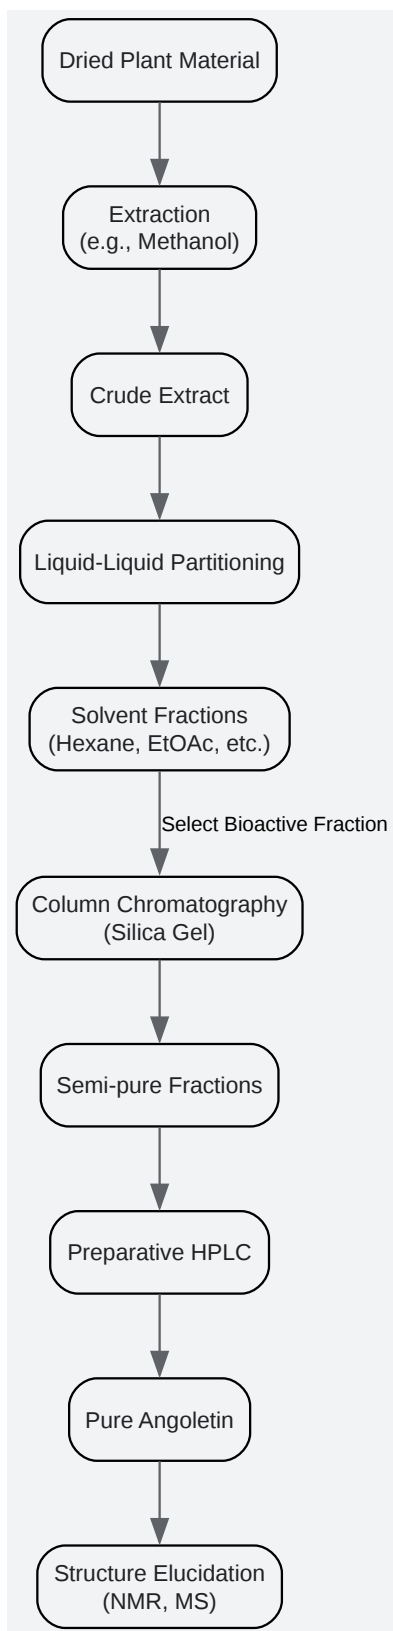 Dried Plant Material
Extraction
(e.g., Methanol)
Crude Extract
Liquid-Liquid Partitioning
Solvent Fractions
(Hexane, EtOAc, etc.)
Select Bioactive Fraction
Column Chromatography
(Silica Gel)
Semi-pure Fractions
Preparative HPLC
Pure Angoletin
Structure Elucidation
(NMR, MS)